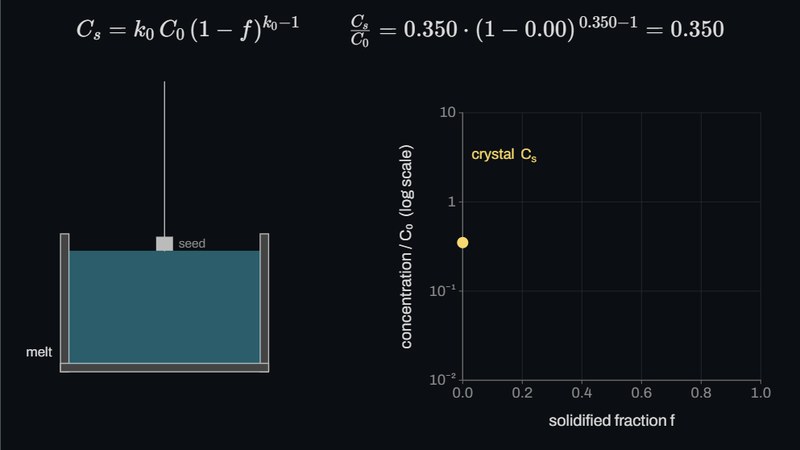 C_s = k_0 C_0 (1 − f)^{k_0−1}
C_s/C_0 = 0.350 · (1 − 0.00)^{0.350−1} = 0.350
seed
melt
concentration / C₀ (log scale)
10
1
10⁻¹
10⁻²
crystal C_s
0.0 0.2 0.4 0.6 0.8 1.0
solidified fraction f